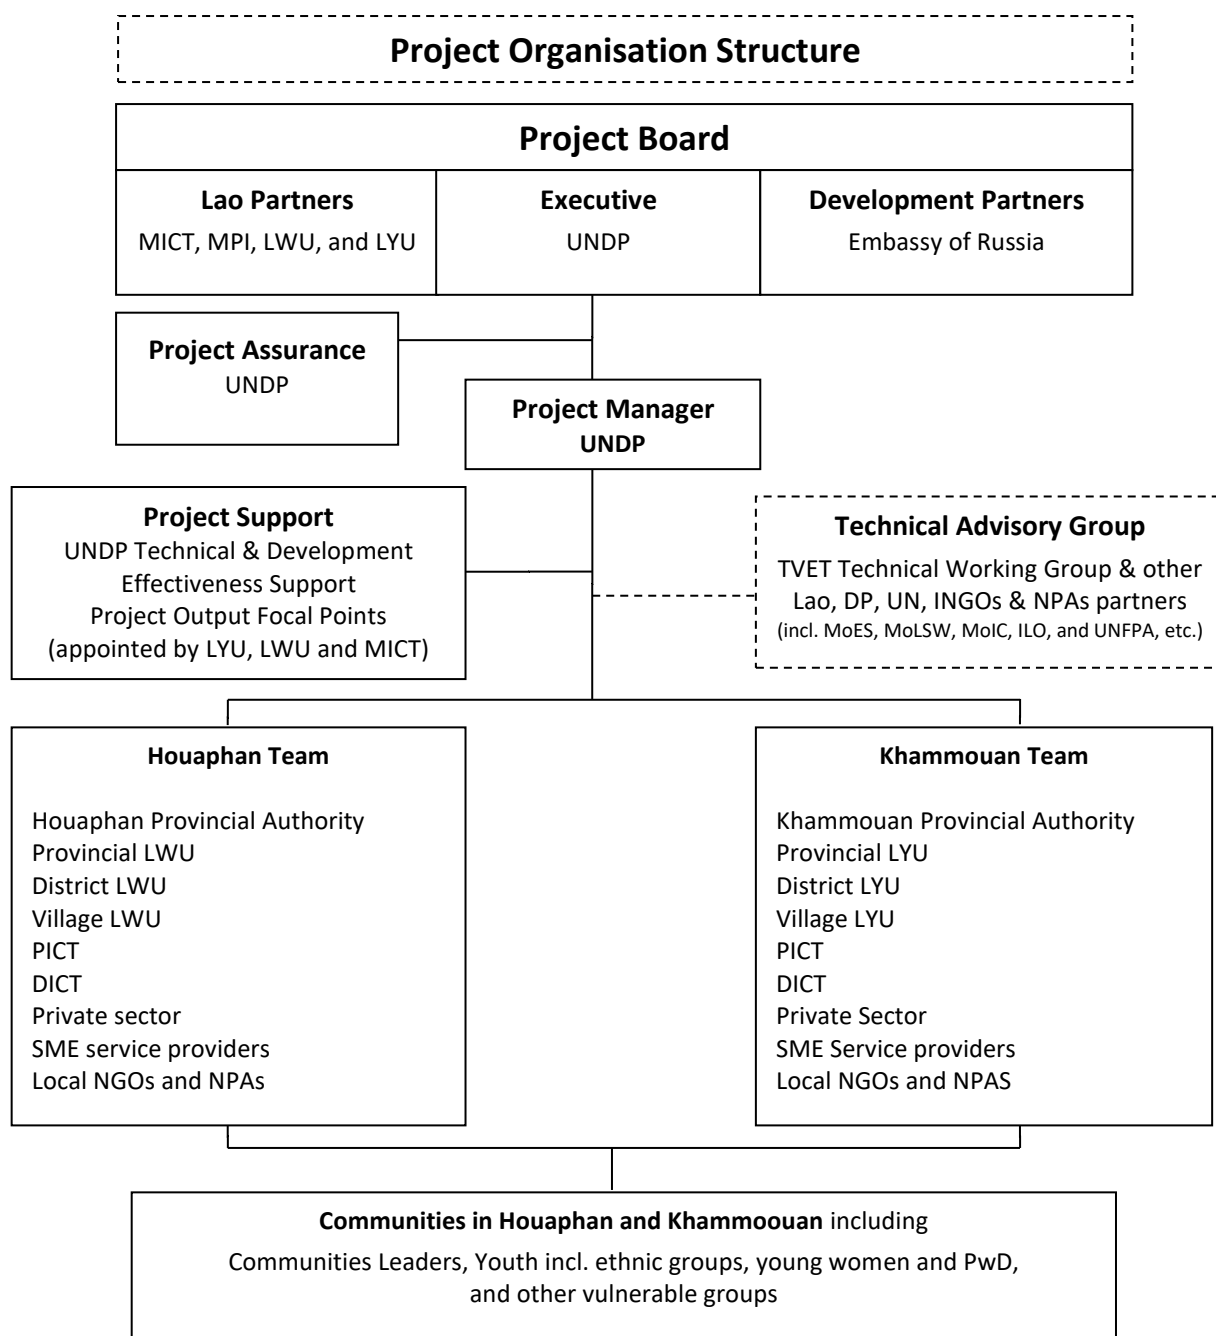 Project Organisation Structure
Project Board
Lao Partners
MICT, MPI, LWU, and LYU
Executive
UNDP
Development Partners
Embassy of Russia
Project Assurance
UNDP
Project Manager
UNDP
Project Support
UNDP Technical & Development
Effectiveness Support
Project Output Focal Points
(appointed by LYU, LWU and MICT)
Technical Advisory Group
TVET Technical Working Group & other
Lao, DP, UN, INGOs & NPAs partners
(incl. MoES, MoLSW, MoIC, ILO, and UNFPA, etc.)
Houaphan Team
Houaphan Provincial Authority
Provincial LWU
District LWU
Village LWU
PICT
DICT
Private sector
SME service providers
Local NGOs and NPAs
Khammouan Team
Khammouan Provincial Authority
Provincial LYU
District LYU
Village LYU
PICT
DICT
Private Sector
SME Service providers
Local NGOs and NPAS
Communities in Houaphan and Khammoouan including
Communities Leaders, Youth incl. ethnic groups, young women and PwD,
and other vulnerable groups